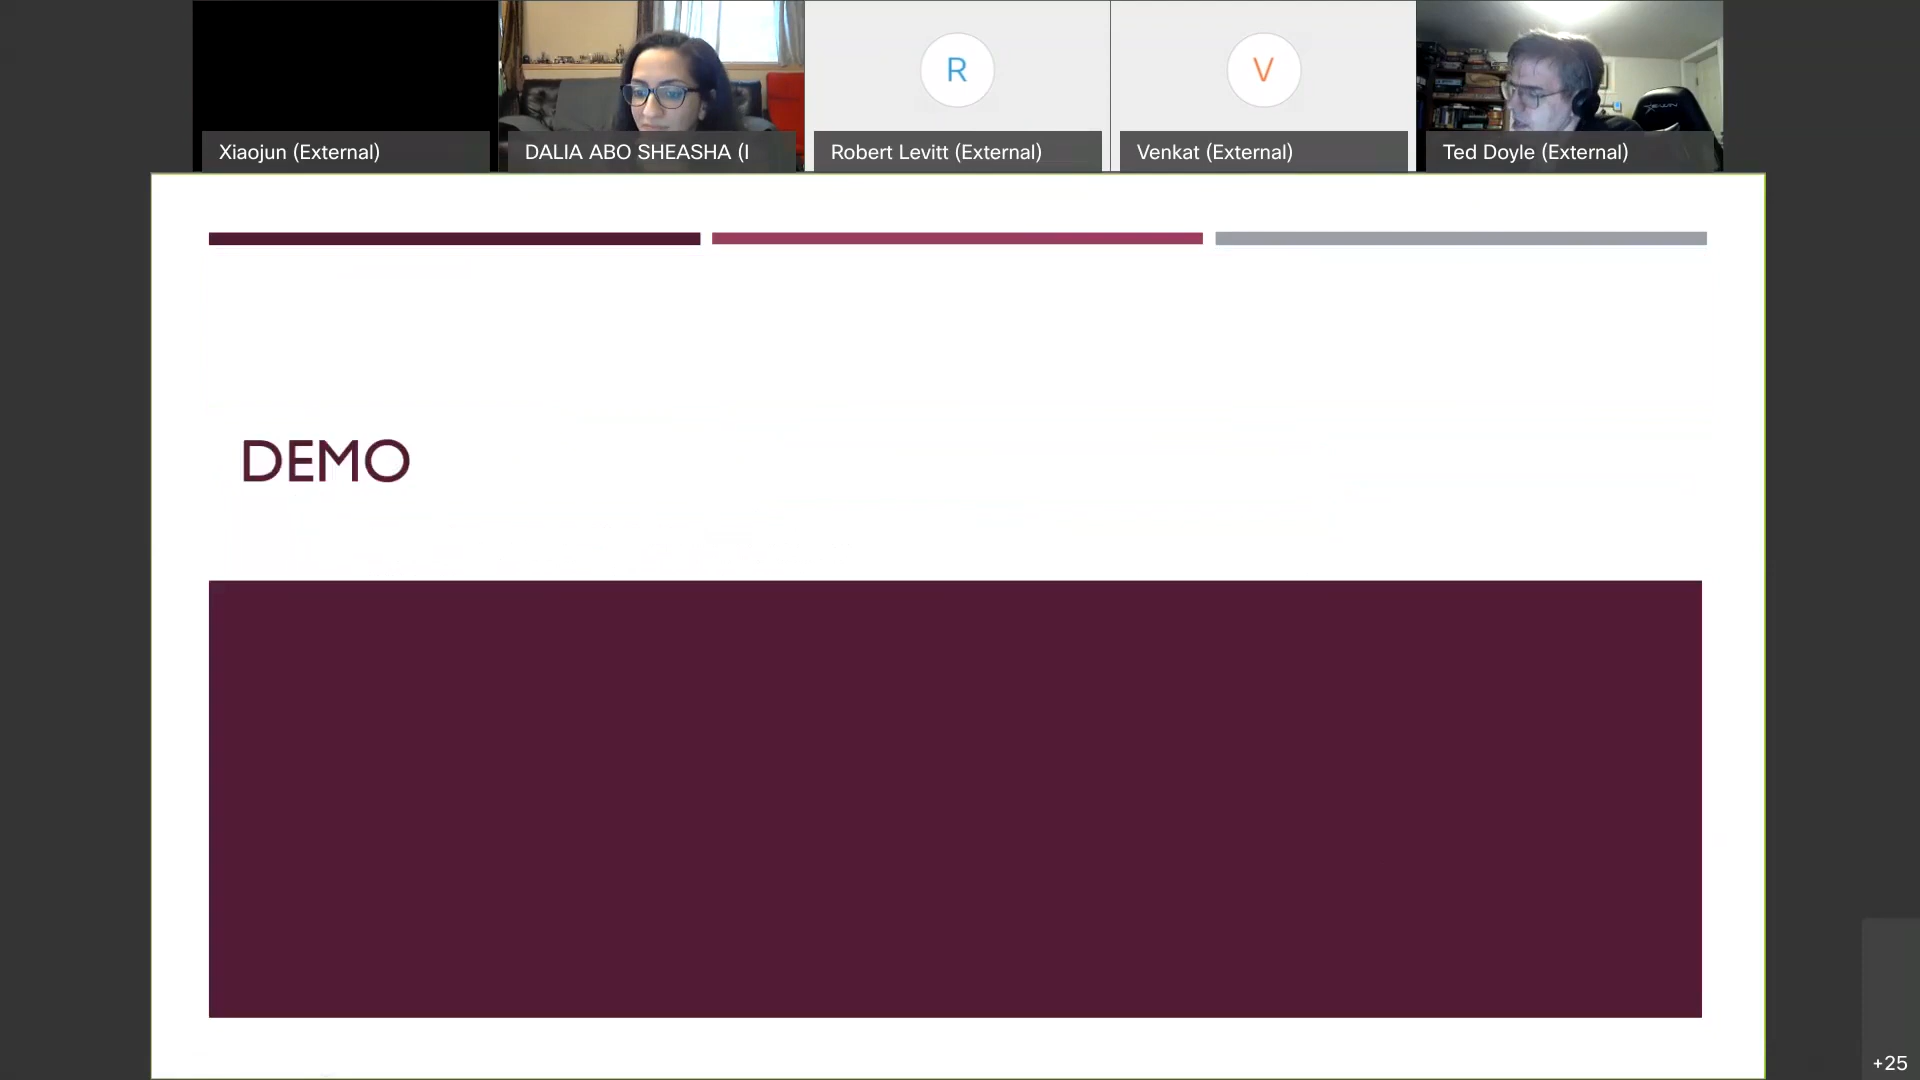 Xiaojun (External)
DALIA ABO SHEASHA (I
R
Robert Levitt (External)
V
Venkat (External)
Ted Doyle (External)
DEMO
+25